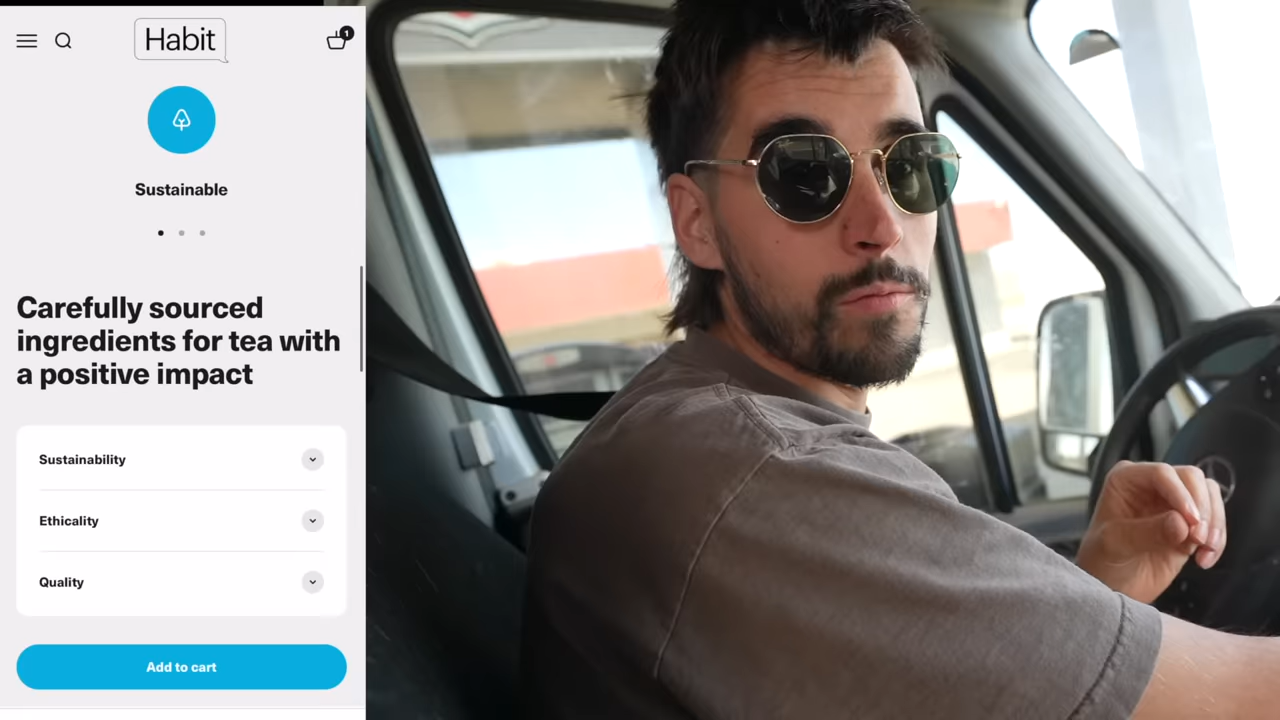 Habit
1
Sustainable
Carefully sourced
ingredients for tea with
a positive impact
Sustainability
Ethicality
Quality
Add to cart